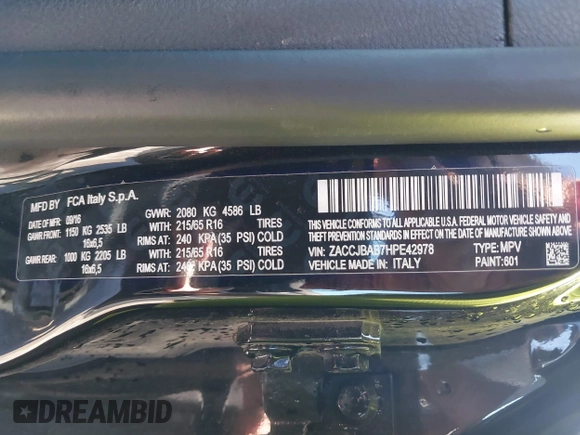 MFD BY FCA Italy S.p.A.
DATE OF MFR 09/16 GVWR: 2080 KG 4586 LB
GAWR FRONT: 1150 KG 2535 LB WITH 215/65 R16 TIRES
16x6,5 RIMS AT 240 KPA (35 PSI) COLD
GAWR REAR: 1000 KG 2205 LB WITH 215/65 R16 TIRES
16x6,5 RIMS AT KPA (35 PSI) COLD
THIS VEHICLE CONFORMS TO ALL APPLICABLE U.S.A. FEDERAL MOTOR VEHICLE SAFETY AND
THEFT PREVENTION STANDARDS IN EFFECT ON THE DATE OF MANUFACTURE SHOWN ABOVE.
VIN: ZACCJBAB7HPE42978 TYPE: MPV
VEHICLE MADE IN: ITALY PAINT: 601
DREAMBID